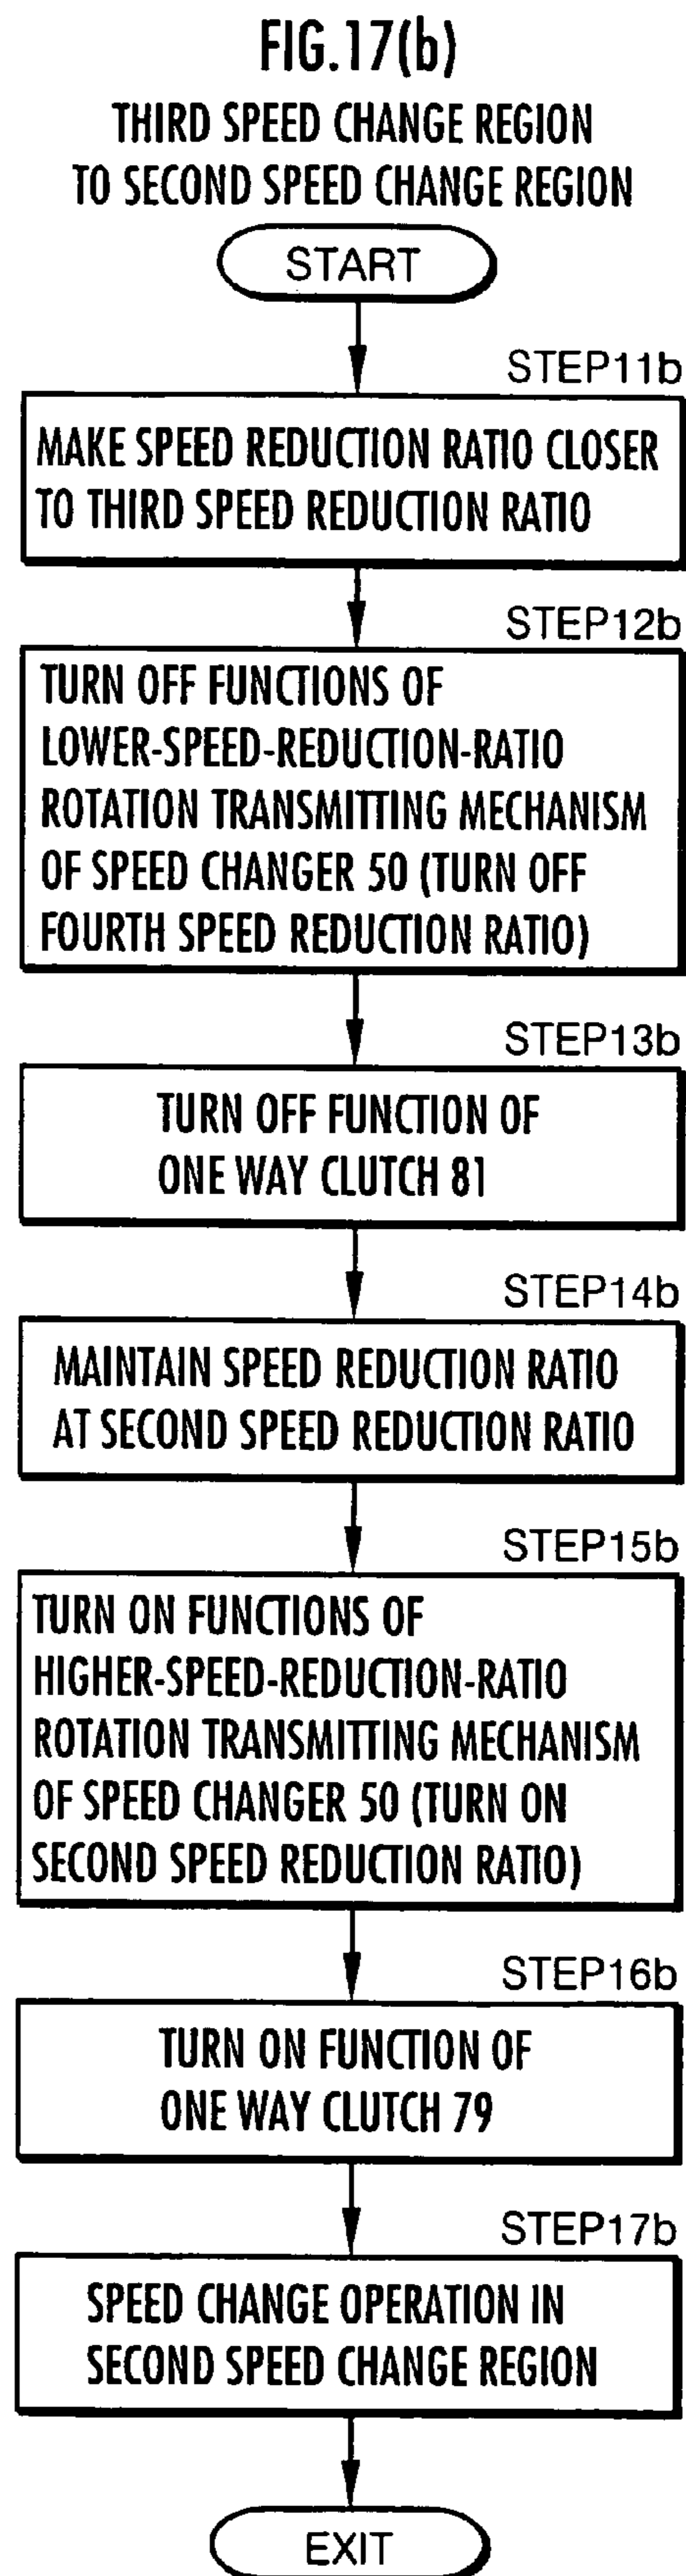 FIG.17(b)
THIRD SPEED CHANGE REGION
TO SECOND SPEED CHANGE REGION
START
STEP11b
MAKE SPEED REDUCTION RATIO CLOSER
TO THIRD SPEED REDUCTION RATIO
STEP12b
TURN OFF FUNCTIONS OF
LOWER-SPEED-REDUCTION-RATIO
ROTATION TRANSMITTING MECHANISM
OF SPEED CHANGER 50 (TURN OFF
FOURTH SPEED REDUCTION RATIO)
STEP13b
TURN OFF FUNCTION OF
ONE WAY CLUTCH 81
STEP14b
MAINTAIN SPEED REDUCTION RATIO
AT SECOND SPEED REDUCTION RATIO
STEP15b
TURN ON FUNCTIONS OF
HIGHER-SPEED-REDUCTION-RATIO
ROTATION TRANSMITTING MECHANISM
OF SPEED CHANGER 50 (TURN ON
SECOND SPEED REDUCTION RATIO)
STEP16b
TURN ON FUNCTION OF
ONE WAY CLUTCH 79
STEP17b
SPEED CHANGE OPERATION IN
SECOND SPEED CHANGE REGION
EXIT